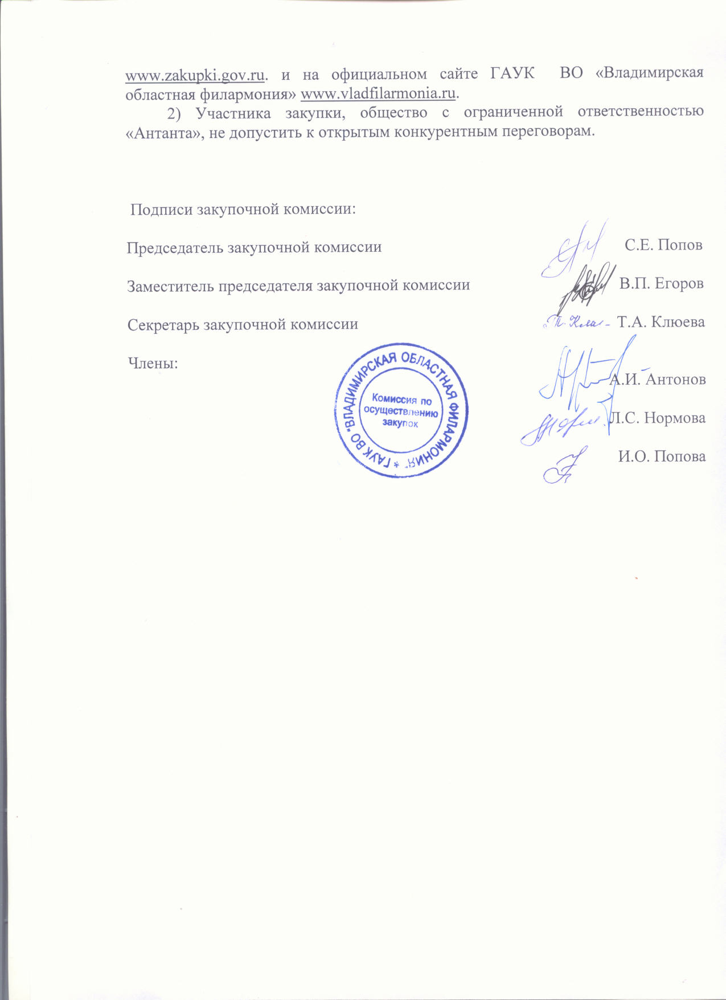 www.zakupki.gov.ru. и на официальном сайте ГАУК ВО «Владимирская
областная филармония» www.vladfilarmonia.ru.
2) Участника закупки, общество с ограниченной ответственностью
«Антанта», не допустить к открытым конкурентным переговорам.
Подписи закупочной комиссии:
Председатель закупочной комиссии С.Е. Попов
Заместитель председателя закупочной комиссии В.П. Егоров
Секретарь закупочной комиссии Т.А. Клюева
Члены:
А.И. Антонов
Л.С. Нормова
И.О. Попова
* ГАУК ВО "ВЛАДИМИРСКАЯ ОБЛАСТНАЯ ФИЛАРМОНИЯ"
Комиссия по
осуществлению
закупок